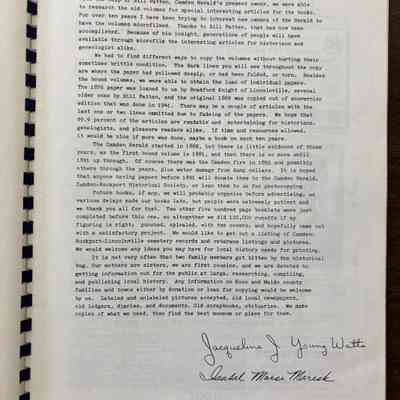 to Bill Patten, Camden Herald's present owner, we were able
to research the old volumes for special interesting articles for the books.
For over ten years I have been trying to interest new owners of the Herald to
have the volumes microfilmed. Thanks to Bill Patten, that has now been
accomplished. Because of his insight, generations of people will have
available through microfilm the interesting articles for historian and
genealogist alike.
We had to find different ways to copy the volumes without hurting their
sometimes brittle condition. The dark lines you will see throughout the copy
are where the paper had yellowed deeply, or had been folded, or torn. Besides
the bound volumes, we were able to obtain the loan of individual papers.
The 1876 paper was loaned to us by Bradford Knight of Lincolnville, several
older ones by Bill Patten, and the original 1869 was copied out of
edition that was done in 1941. There may be a couple of articles with the
last one or two lines omitted due to fading of the papers. We hope that
99.9 percent of the articles are readable and entertaining for historians,
genologists, and pleasure readers alike. If time and resources allowed,
it would be nice if you were done, maybe a book on each ten years.
The Camden Herald started in 1869, but there is little evidence of those
years, as the first bound volume is 1881, and then there is no more until
1891 up through. Of course there was the Camden fire in 1892 and possibly
others through the years, plus water damage from dump cellars. It is hoped
that anyone having papers before 1891 will donate them to the Camden Herald,
Camden-Rockport Historical Society, or loan them to us for photocopying.
Future books, if any, we will probably organize before advertising, as
various delays made our books late, but people were extremely patient and
we thank you all for that. Two other five hundred page booklets were just
completed before this one, so altogether we did 120,000 runoffs if my
figuring is right, punched, spiraled, with ten counts, and hopefully came out
with a satisfactory project. We would like to get out a listing of Camden,
Rockport-Lincolnville cemetery records and veterans listings and pictures.
We would welcome any ideas you may have for local history needs for printing.
It is not very often that two family members get bitten by the historical
bug. Our mothers are sisters, we are first cousins, and we are devoted to
getting information out for the public at large, researching, compiling,
and publishing local history. Any information on Knox and Waldo county
families and towns either by donation or loan for copying would be welcome
by us. Labeled and unlabeled pictures accepted, old local newspapers,
old ledgers, diaries, and documents. Old scrapbooks, obituaries. We make
copies of what we need, then find the best museum or place for them.
Jacqueline J. Young Watts
Isabel Morse Maresh